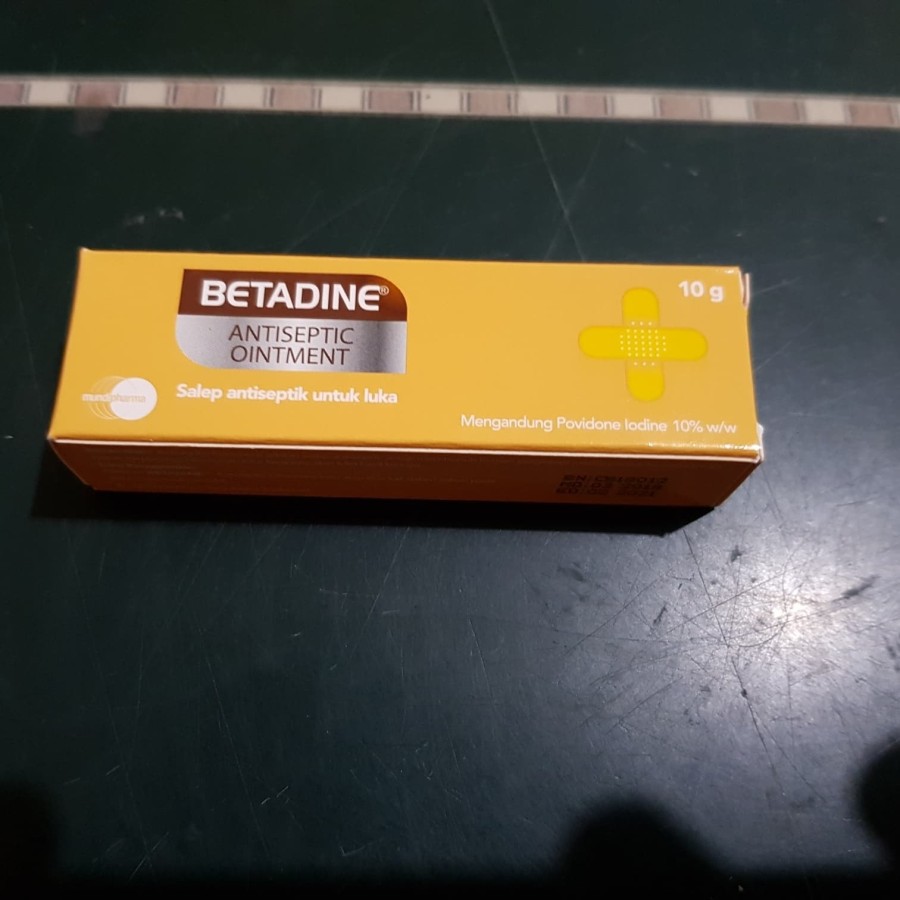 BETADINE®
ANTISEPTIC
OINTMENT
10 g
mundipharma
Salep antiseptik untuk luka
Mengandung Povidone Iodine 10% w/w